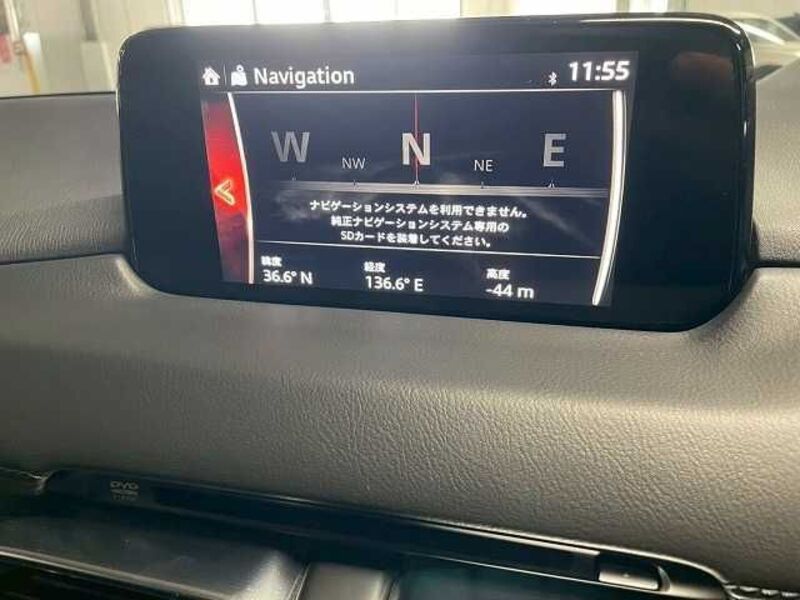 Navigation 11:55
W NW N NE E
ナビゲーションシステムを利用できません。
純正ナビゲーションシステム専用の
SDカードを装着してください。
緯度 経度 高度
36.6° N 136.6° E -44 m
DVD